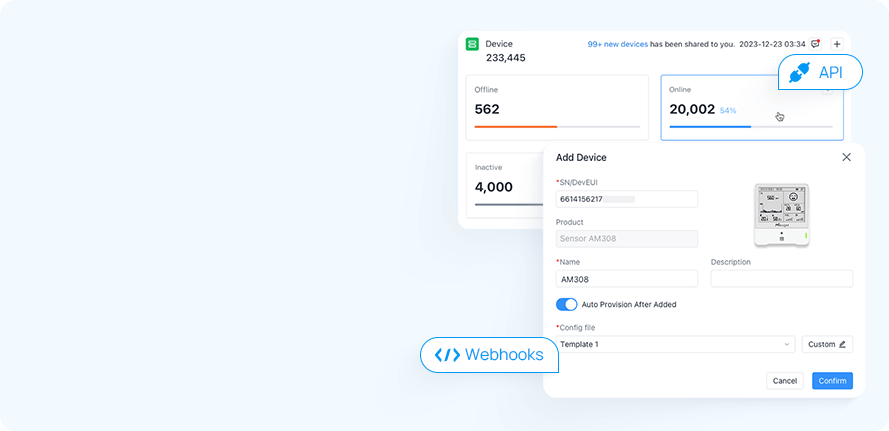 Device
99+ new devices has been shared to you. 2023-12-23 03:34
233,445
API
Offline
562
Online
20,002 54%
Inactive
4,000
Add Device
*SN/DevEUI
6614156217
Product
Sensor AM308
*Name
AM308
Description
Auto Provision After Added
*Config file
Template 1
Custom
Webhooks
Cancel
Confirm